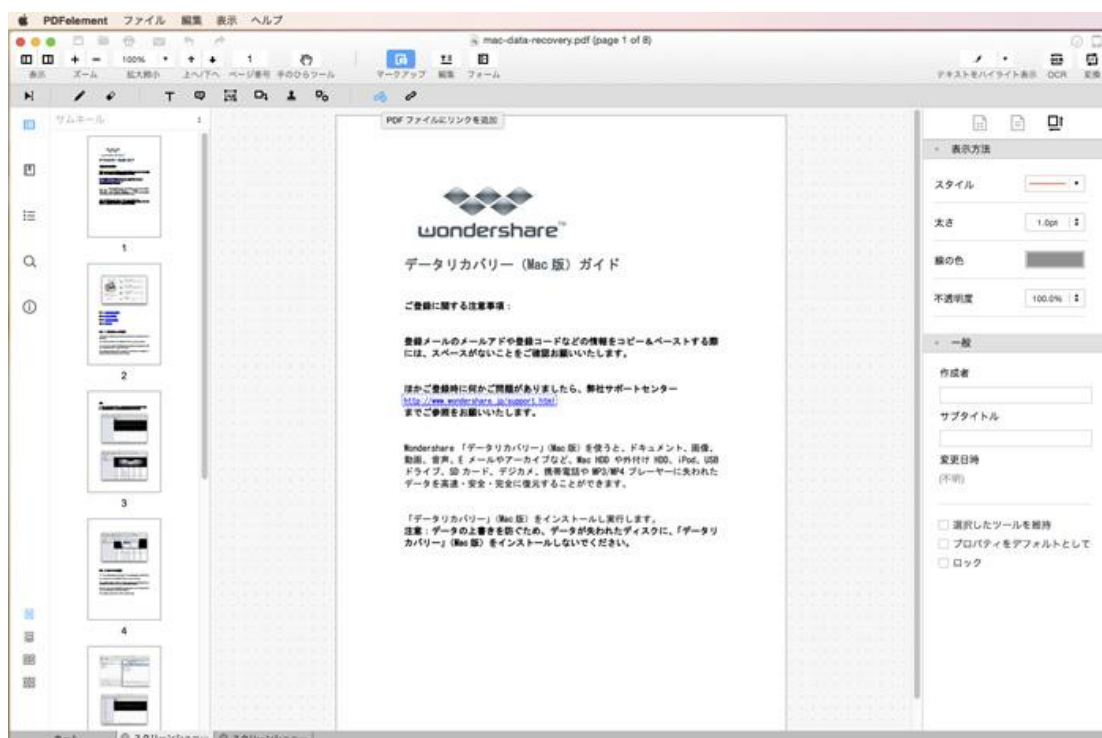 PDFelement ファイル 編集 表示 ヘルプ
mac-data-recovery.pdf (page 1 of 8)
100% 1
表示 ズーム 拡大縮小 上へ/下へ ページ番号 手のひらツール マークアップ 編集 フォーム テキストをハイライト表示 OCR 変換
サムネール
PDF ファイルにリンクを追加
1
2
3
4
wondershare™
データリカバリー（Mac 版）ガイド
ご登録に関する注意事項：
登録メールのメールアドや登録コードなどの情報をコピー&ペーストする際
には、スペースがないことをご確認お願いいたします。
ほかご登録時に何かご問題がありましたら、弊社サポートセンター
http://www.wondershare.jp/support.html
までご参照をお願いいたします。
Wondershare 「データリカバリー」（Mac 版）を使うと、ドキュメント、画像、
動画、音声、E メールやアーカイブなど、Mac HDD や外付け HDD、iPod、USB
ドライブ、SD カード、デジカメ、携帯電話や MP3/MP4 プレーヤーに失われた
データを高速・安全・完全に復元することができます。
「データリカバリー」（Mac 版）をインストールし実行します。
注意：データの上書きを防ぐため、データが失われたディスクに、「データリ
カバリー」（Mac 版）をインストールしないでください。
表示方法
スタイル
太さ 1.0pt
線の色
不透明度 100.0%
一般
作成者
サブタイトル
変更日時
(不明)
選択したツールを維持
プロパティをデフォルトとして
ロック